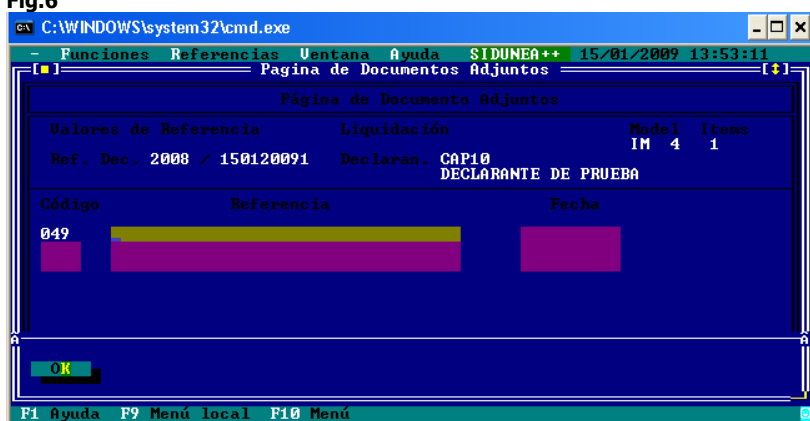 Fig.6
C:\WINDOWS\system32\cmd.exe
- Funciones Referencias Ventana Ayuda SIDUNEA++ 15/01/2009 13:53:11
Pagina de Documentos Adjuntos
Página de Documento Adjuntos
Valores de Referencia Liquidación Model Items
IM 4 1
Ref. Dec. 2008 / 150120091 Declaran. CAP10
DECLARANTE DE PRUEBA
Código Referencia Fecha
049
OK
F1 Ayuda F9 Menú local F10 Menú